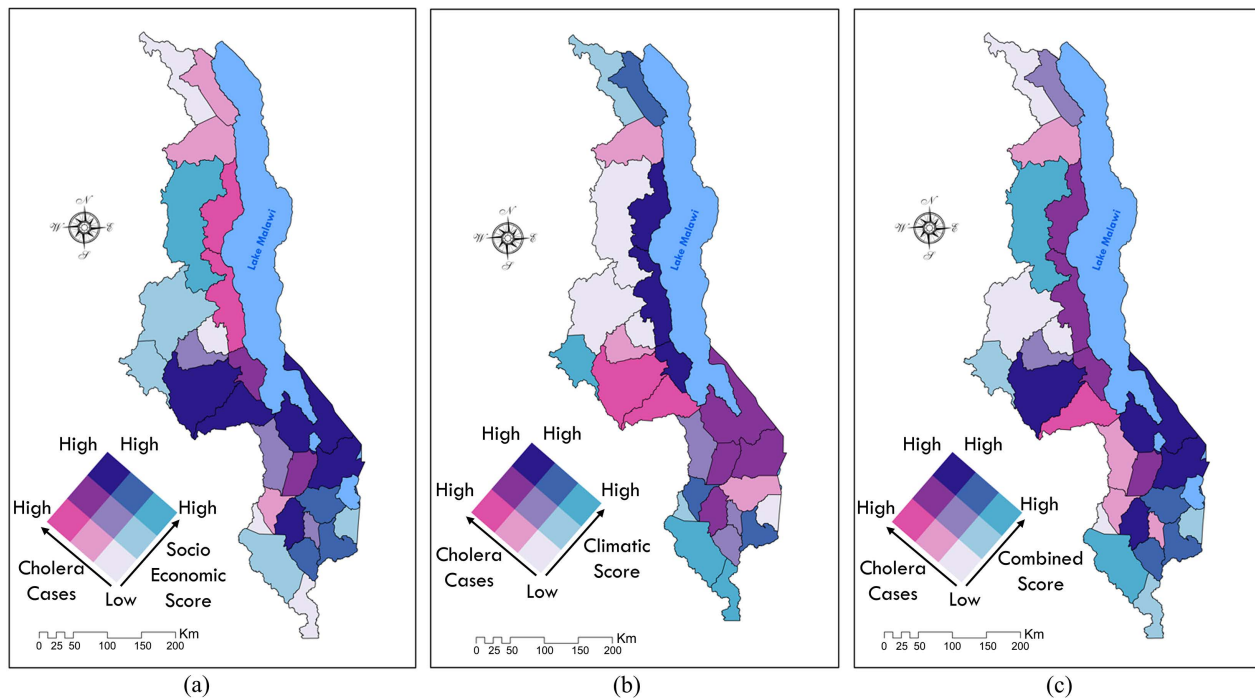 N
W E
S
Lake Malawi
High High
High High
Cholera
Cases
Low
Socio
Economic
Score
Km
0 25 50 100 150 200
(a)
N
W E
S
Lake Malawi
High High
High High
Cholera
Cases
Low
Climatic
Score
Km
0 25 50 100 150 200
(b)
N
W E
S
Lake Malawi
High High
High High
Cholera
Cases
Low
Combined
Score
Km
0 25 50 100 150 200
(c)